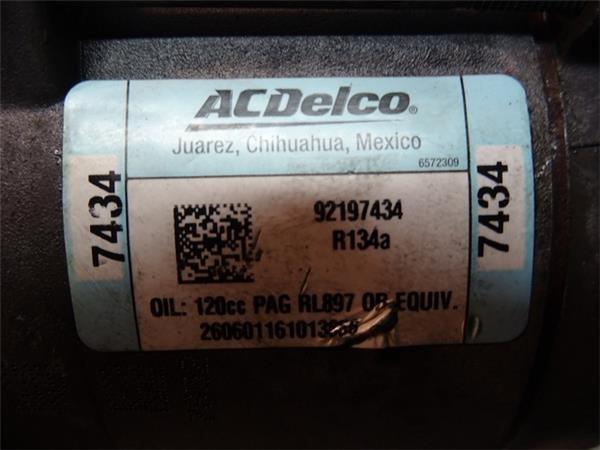 ACDelco®
Juarez, Chihuahua, Mexico
6572309
7434
7434
92197434
R134a
OIL: 120cc PAG RL897 OR EQUIV.